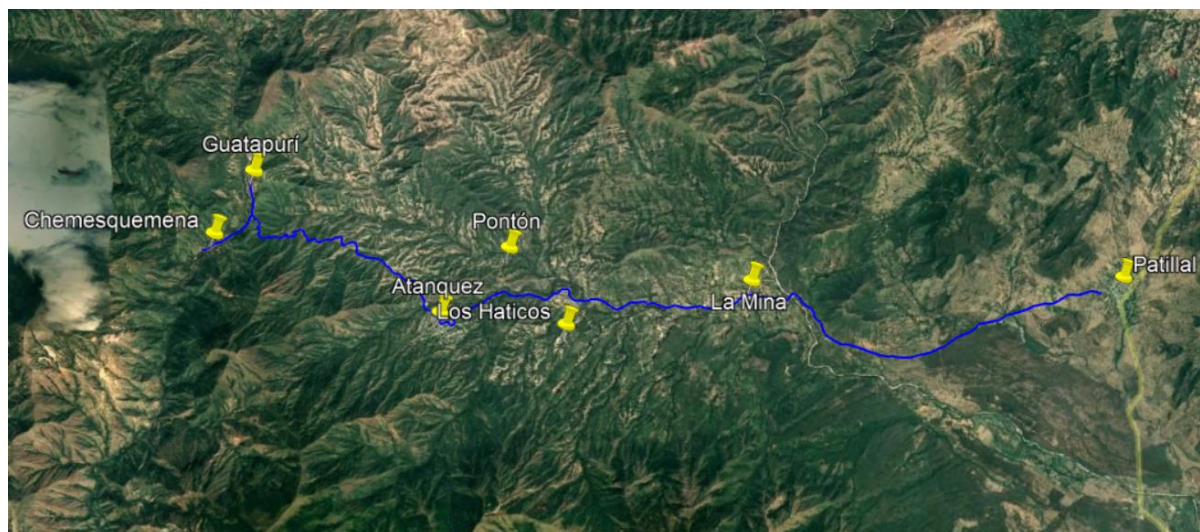 Guatapurí
Chemesquemena
Pontón
Atanquez
Los Haticos
La Mina
Patillal